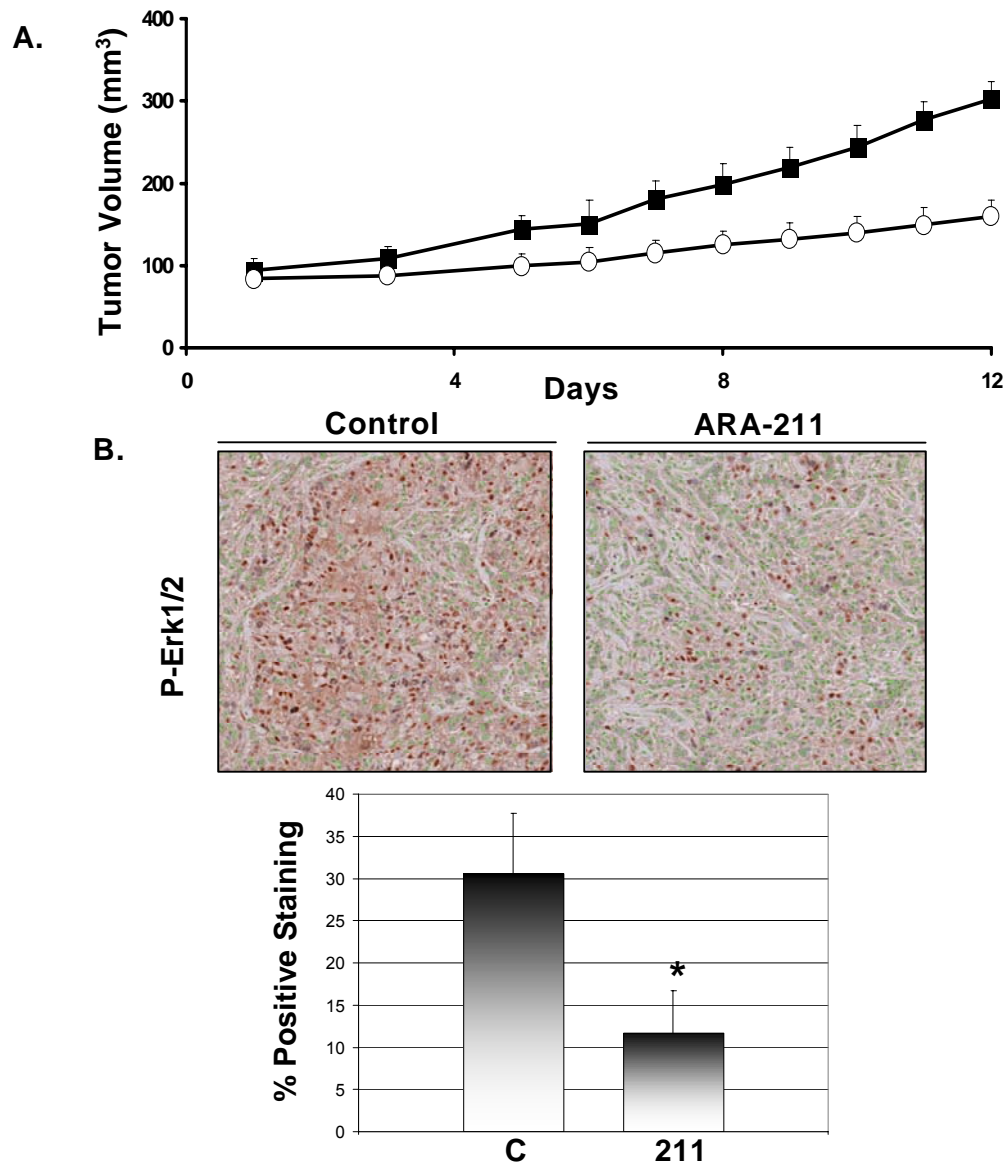 A.
Tumor Volume (mm³)
400
300
200
100
0
0
4
8
12
Days
B.
Control
ARA-211
P-Erk1/2
% Positive Staining
40
35
30
25
20
15
10
5
0
*
C
211